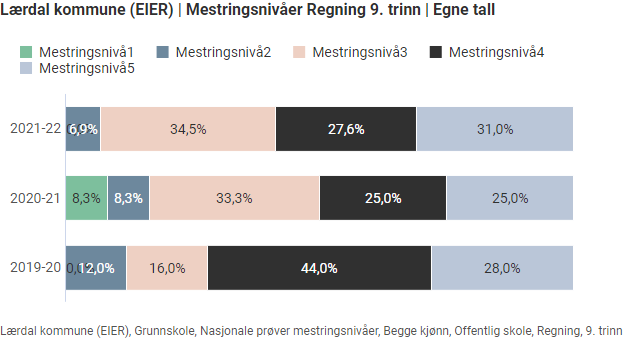 Lærdal kommune (EIER) | Mestringsnivåer Regning 9. trinn | Egne tall
Mestringsnivå1 Mestringsnivå2 Mestringsnivå3 Mestringsnivå4
Mestringsnivå5
2021-22 6,9% 34,5% 27,6% 31,0%
2020-21 8,3% 8,3% 33,3% 25,0% 25,0%
2019-20 12,0% 16,0% 44,0% 28,0%
Lærdal kommune (EIER), Grunnskole, Nasjonale prøver mestringsnivåer, Begge kjønn, Offentlig skole, Regning, 9. trinn